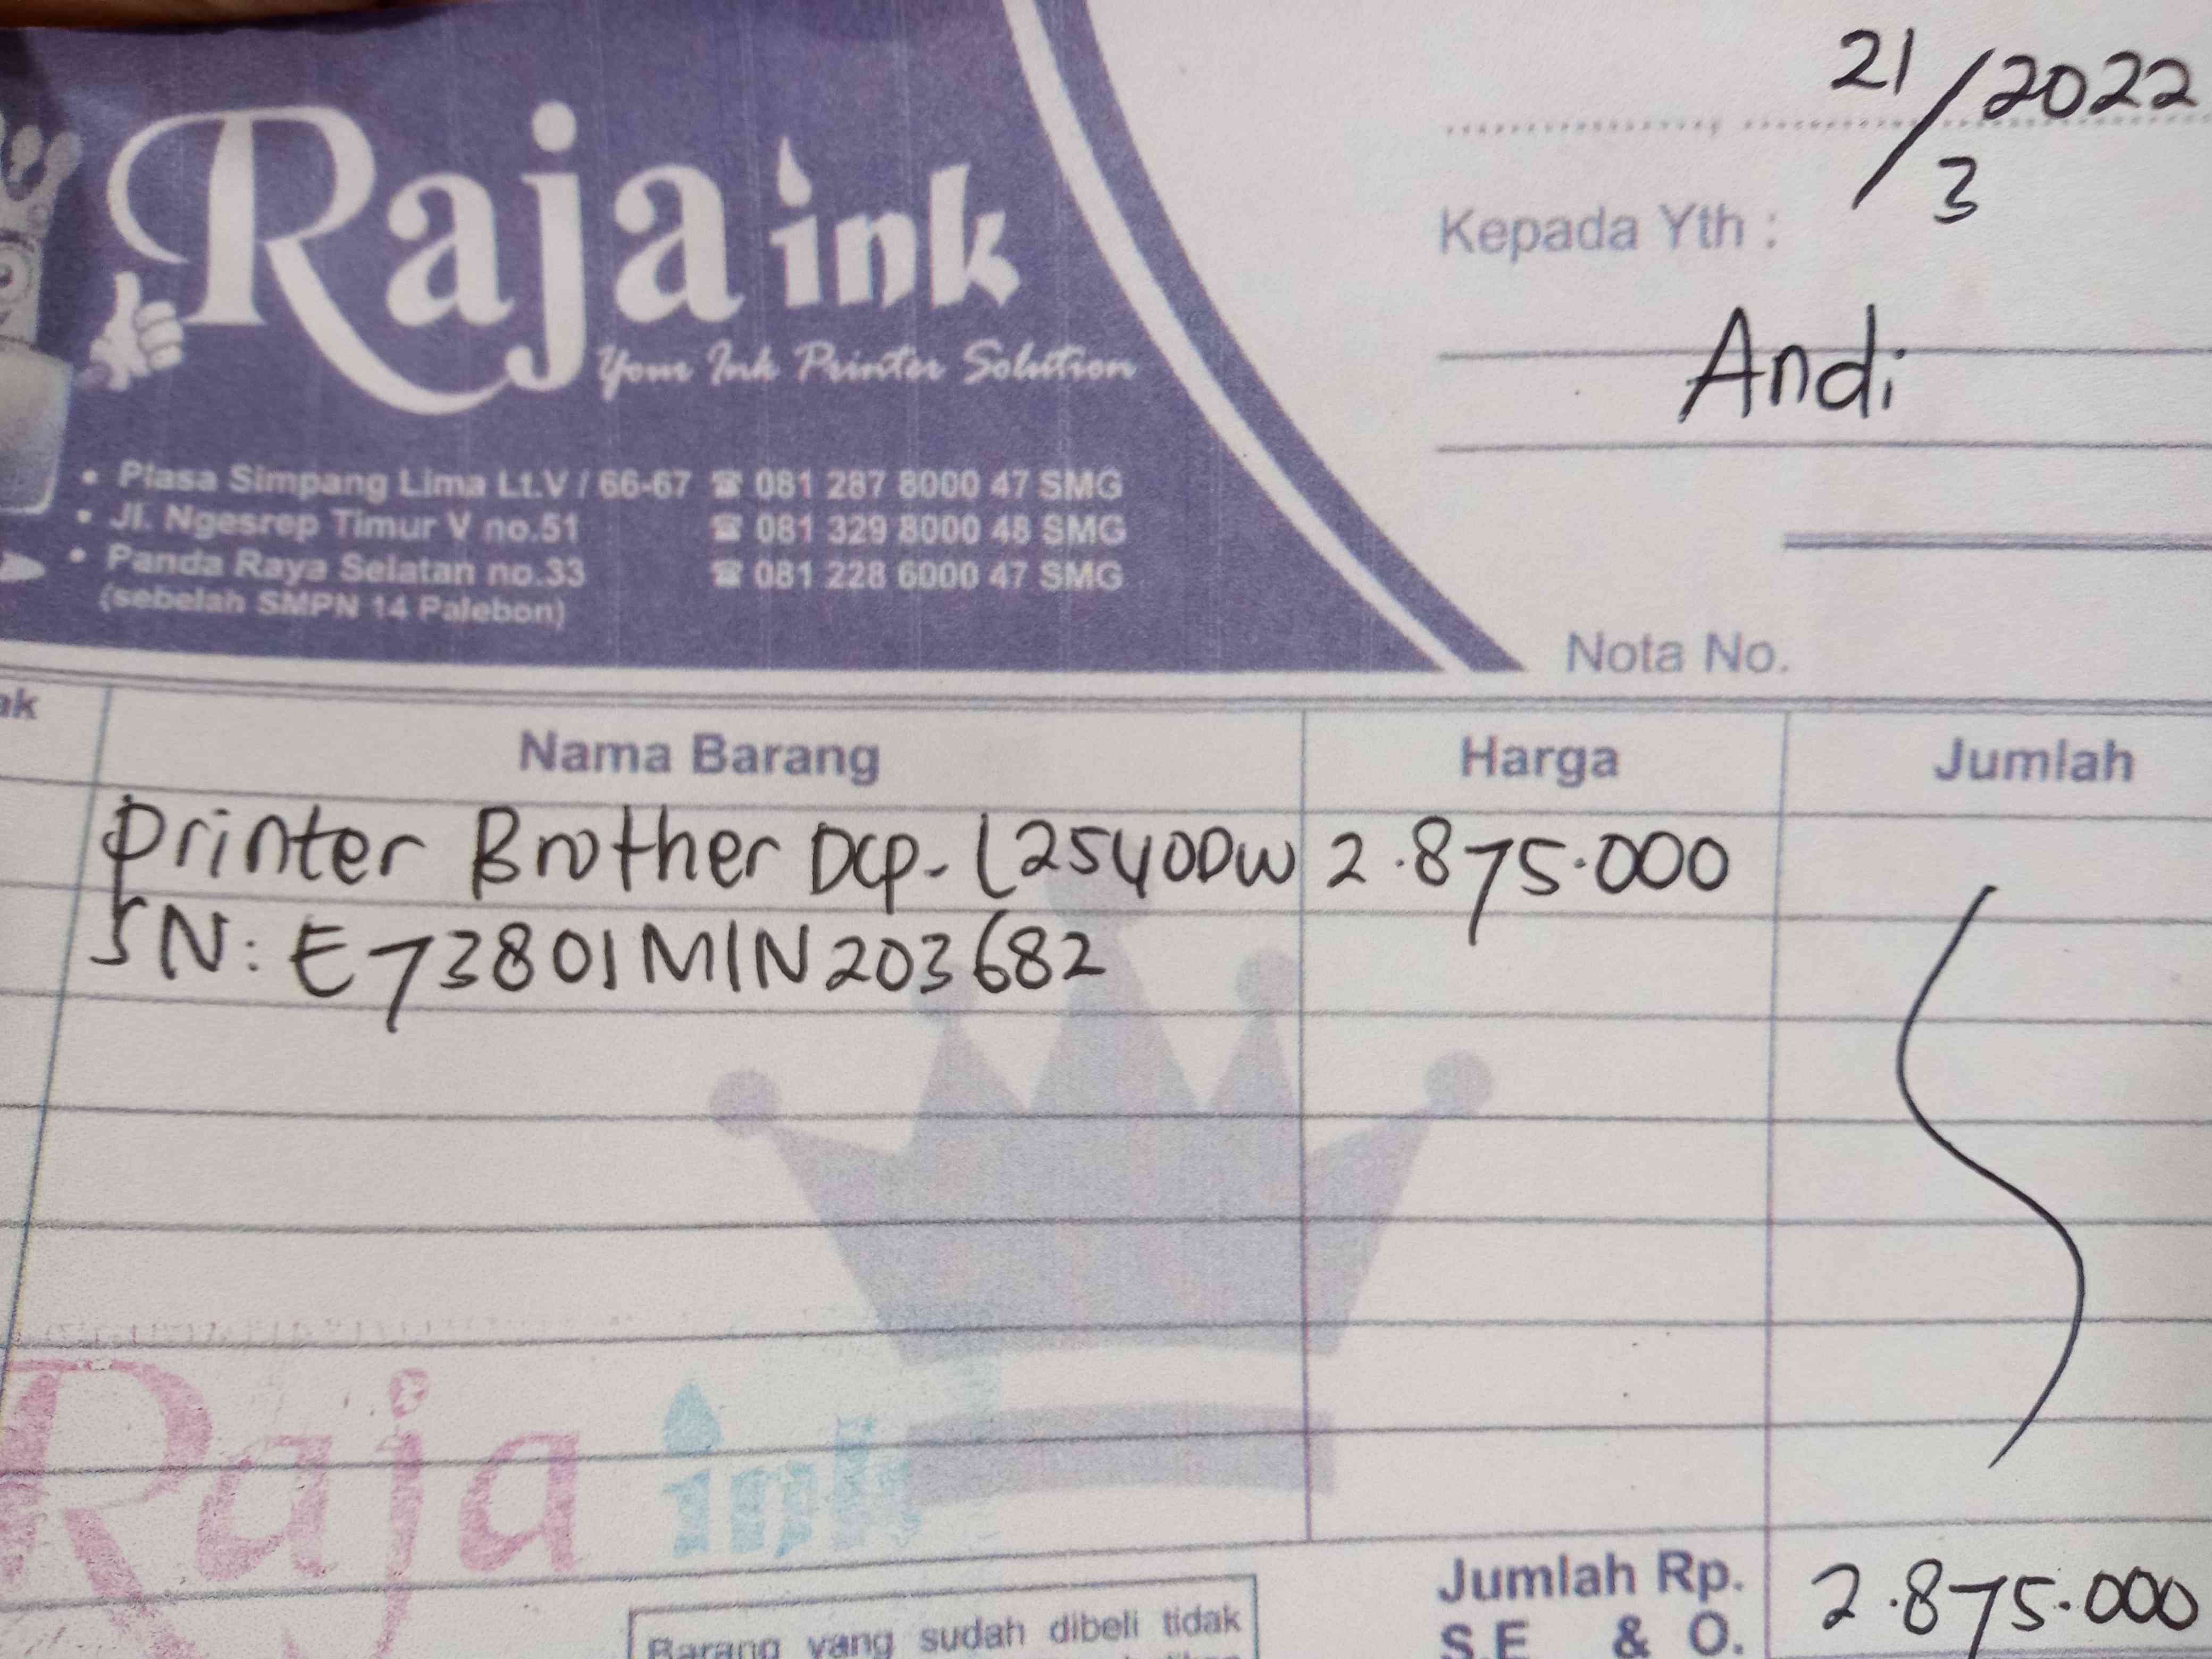 21/3/2022
Raja ink
Your Ink Printer Solution
Kepada Yth :
Andi
• Plasa Simpang Lima Lt.V / 66-67 ☎ 081 287 8000 47 SMG
• Jl. Ngesrep Timur V no.51 ☎ 081 329 8000 48 SMG
• Panda Raya Selatan no.33 ☎ 081 228 6000 47 SMG
(sebelah SMPN 14 Palebon)
Nota No.
Nama Barang Harga Jumlah
Printer Brother DCP-L2540DW 2.875.000
SN: E73801M1N203682
Raja ink
Jumlah Rp. 2.875.000
S.E & O.
Barang yang sudah dibeli tidak